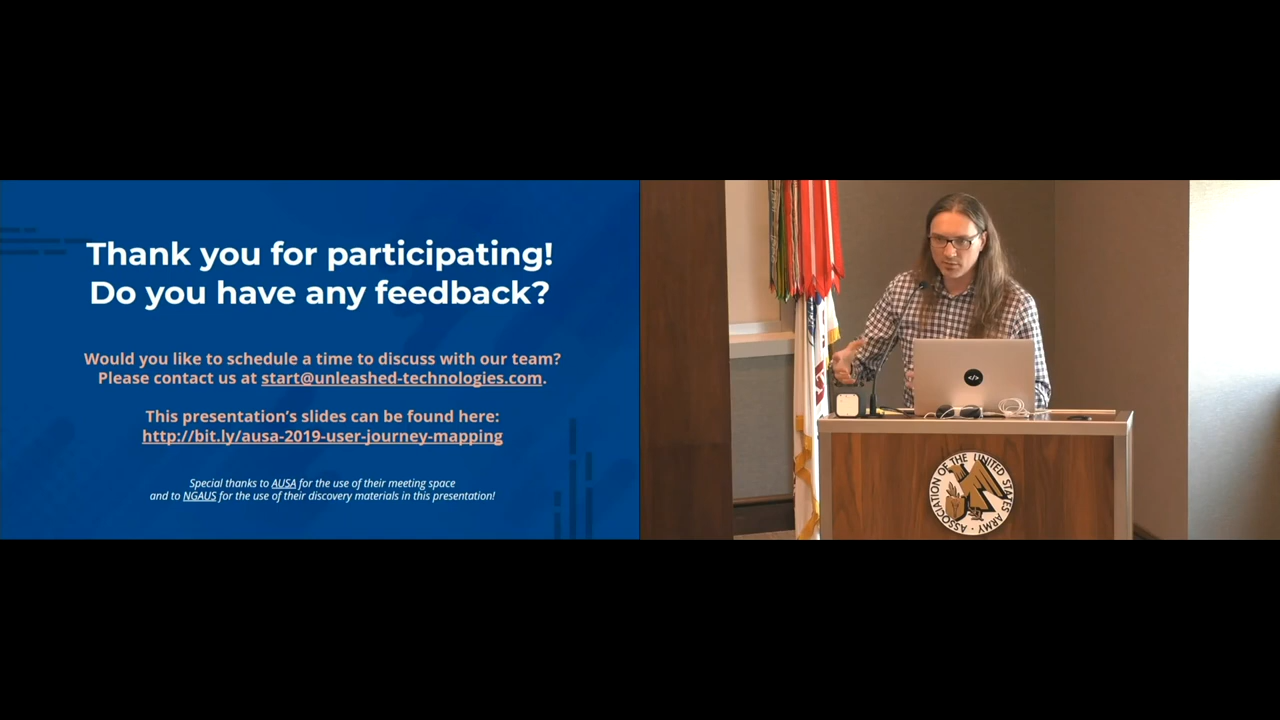 Thank you for participating!
Do you have any feedback?
Would you like to schedule a time to discuss with our team?
Please contact us at start@unleashed-technologies.com.
This presentation's slides can be found here:
http://bit.ly/ausa-2019-user-journey-mapping
Special thanks to AUSA for the use of their meeting space
and to NGAUS for the use of their discovery materials in this presentation!
</>
ASSOCIATION OF THE UNITED STATES ARMY